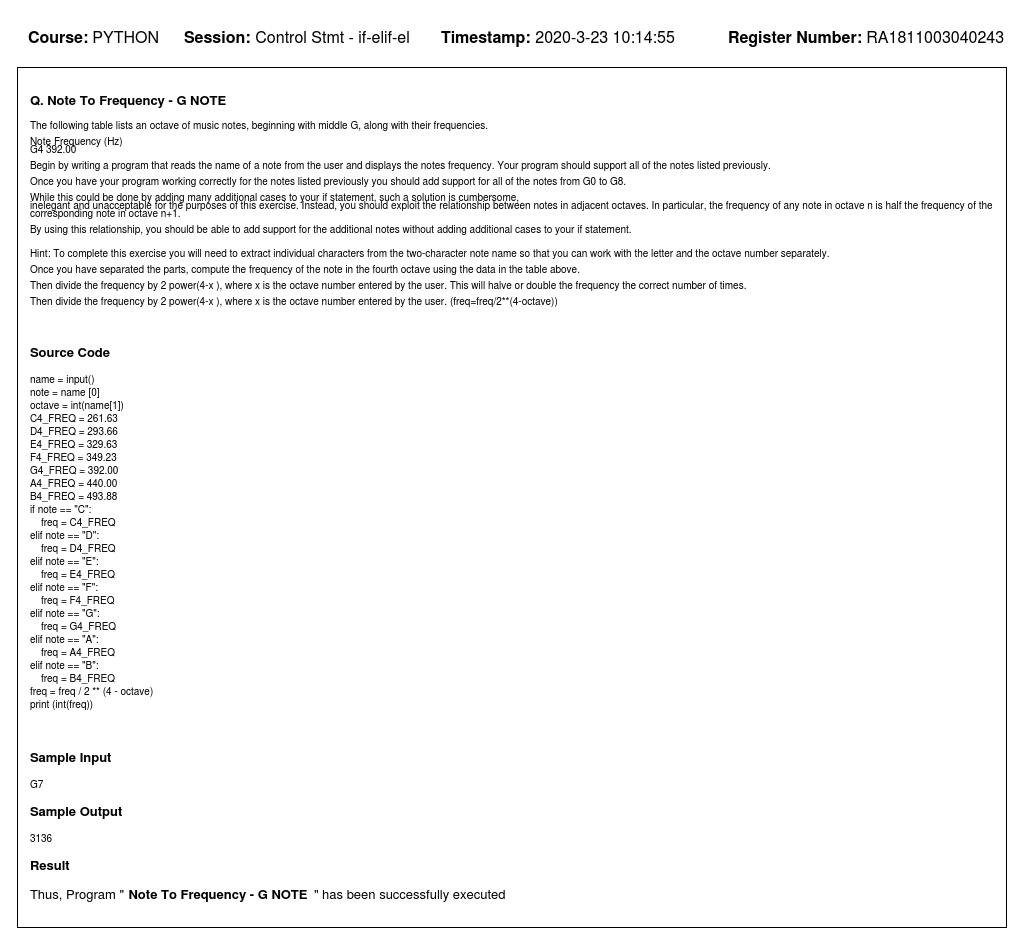 Course: PYTHON Session: Control Stmt - if-elif-el Timestamp: 2020-3-23 10:14:55 Register Number: RA1811003040243
Q. Note To Frequency - G NOTE
The following table lists an octave of music notes, beginning with middle G, along with their frequencies.
Note Frequency (Hz)
G4 392.00
Begin by writing a program that reads the name of a note from the user and displays the notes frequency. Your program should support all of the notes listed previously.
Once you have your program working correctly for the notes listed previously you should add support for all of the notes from G0 to G8.
While this could be done by adding many additional cases to your if statement, such a solution is cumbersome,
inelegant and unacceptable for the purposes of this exercise. Instead, you should exploit the relationship between notes in adjacent octaves. In particular, the frequency of any note in octave n is half the frequency of the
corresponding note in octave n+1.
By using this relationship, you should be able to add support for the additional notes without adding additional cases to your if statement.
Hint: To complete this exercise you will need to extract individual characters from the two-character note name so that you can work with the letter and the octave number separately.
Once you have separated the parts, compute the frequency of the note in the fourth octave using the data in the table above.
Then divide the frequency by 2 power(4-x ), where x is the octave number entered by the user. This will halve or double the frequency the correct number of times.
Then divide the frequency by 2 power(4-x ), where x is the octave number entered by the user. (freq=freq/2**(4-octave))
Source Code
name = input()
note = name [0]
octave = int(name[1])
C4_FREQ = 261.63
D4_FREQ = 293.66
E4_FREQ = 329.63
F4_FREQ = 349.23
G4_FREQ = 392.00
A4_FREQ = 440.00
B4_FREQ = 493.88
if note == "C":
    freq = C4_FREQ
elif note == "D":
    freq = D4_FREQ
elif note == "E":
    freq = E4_FREQ
elif note == "F":
    freq = F4_FREQ
elif note == "G":
    freq = G4_FREQ
elif note == "A":
    freq = A4_FREQ
elif note == "B":
    freq = B4_FREQ
freq = freq / 2 ** (4 - octave)
print (int(freq))
Sample Input
G7
Sample Output
3136
Result
Thus, Program " Note To Frequency - G NOTE " has been successfully executed